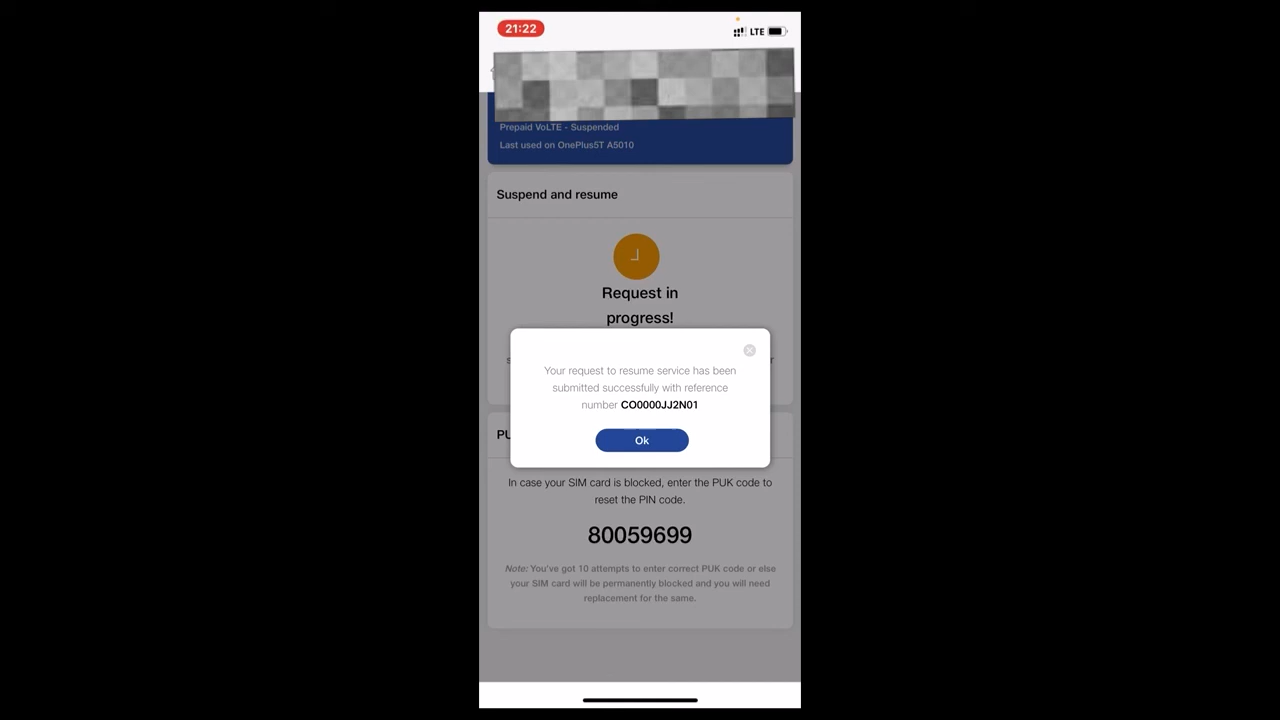 21:22
LTE
Prepaid VoLTE - Suspended
Last used on OnePlus5T A5010
Suspend and resume
Request in
progress!
Your request to resume service has been
submitted successfully with reference
number CO0000JJ2N01
Ok
PU
In case your SIM card is blocked, enter the PUK code to
reset the PIN code.
80059699
Note: You've got 10 attempts to enter correct PUK code or else
your SIM card will be permanently blocked and you will need
replacement for the same.